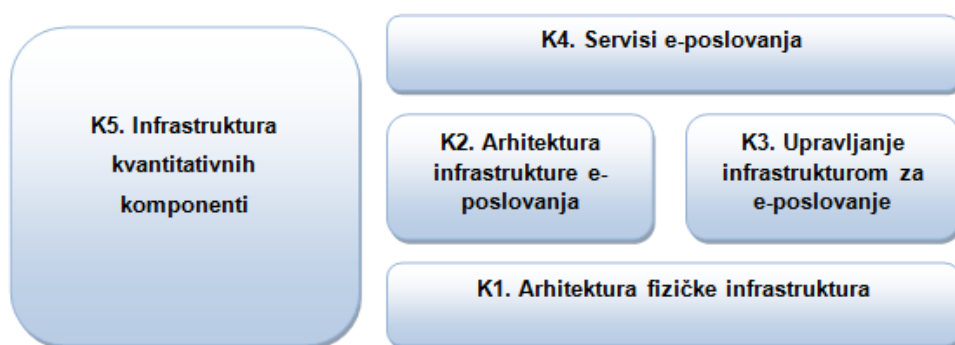 K5. Infrastruktura
kvantitativnih
komponenti
K4. Servisi e-poslovanja
K2. Arhitektura
infrastrukture e-
poslovanja
K3. Upravljanje
infrastrukturom za
e-poslovanje
K1. Arhitektura fizičke infrastruktura